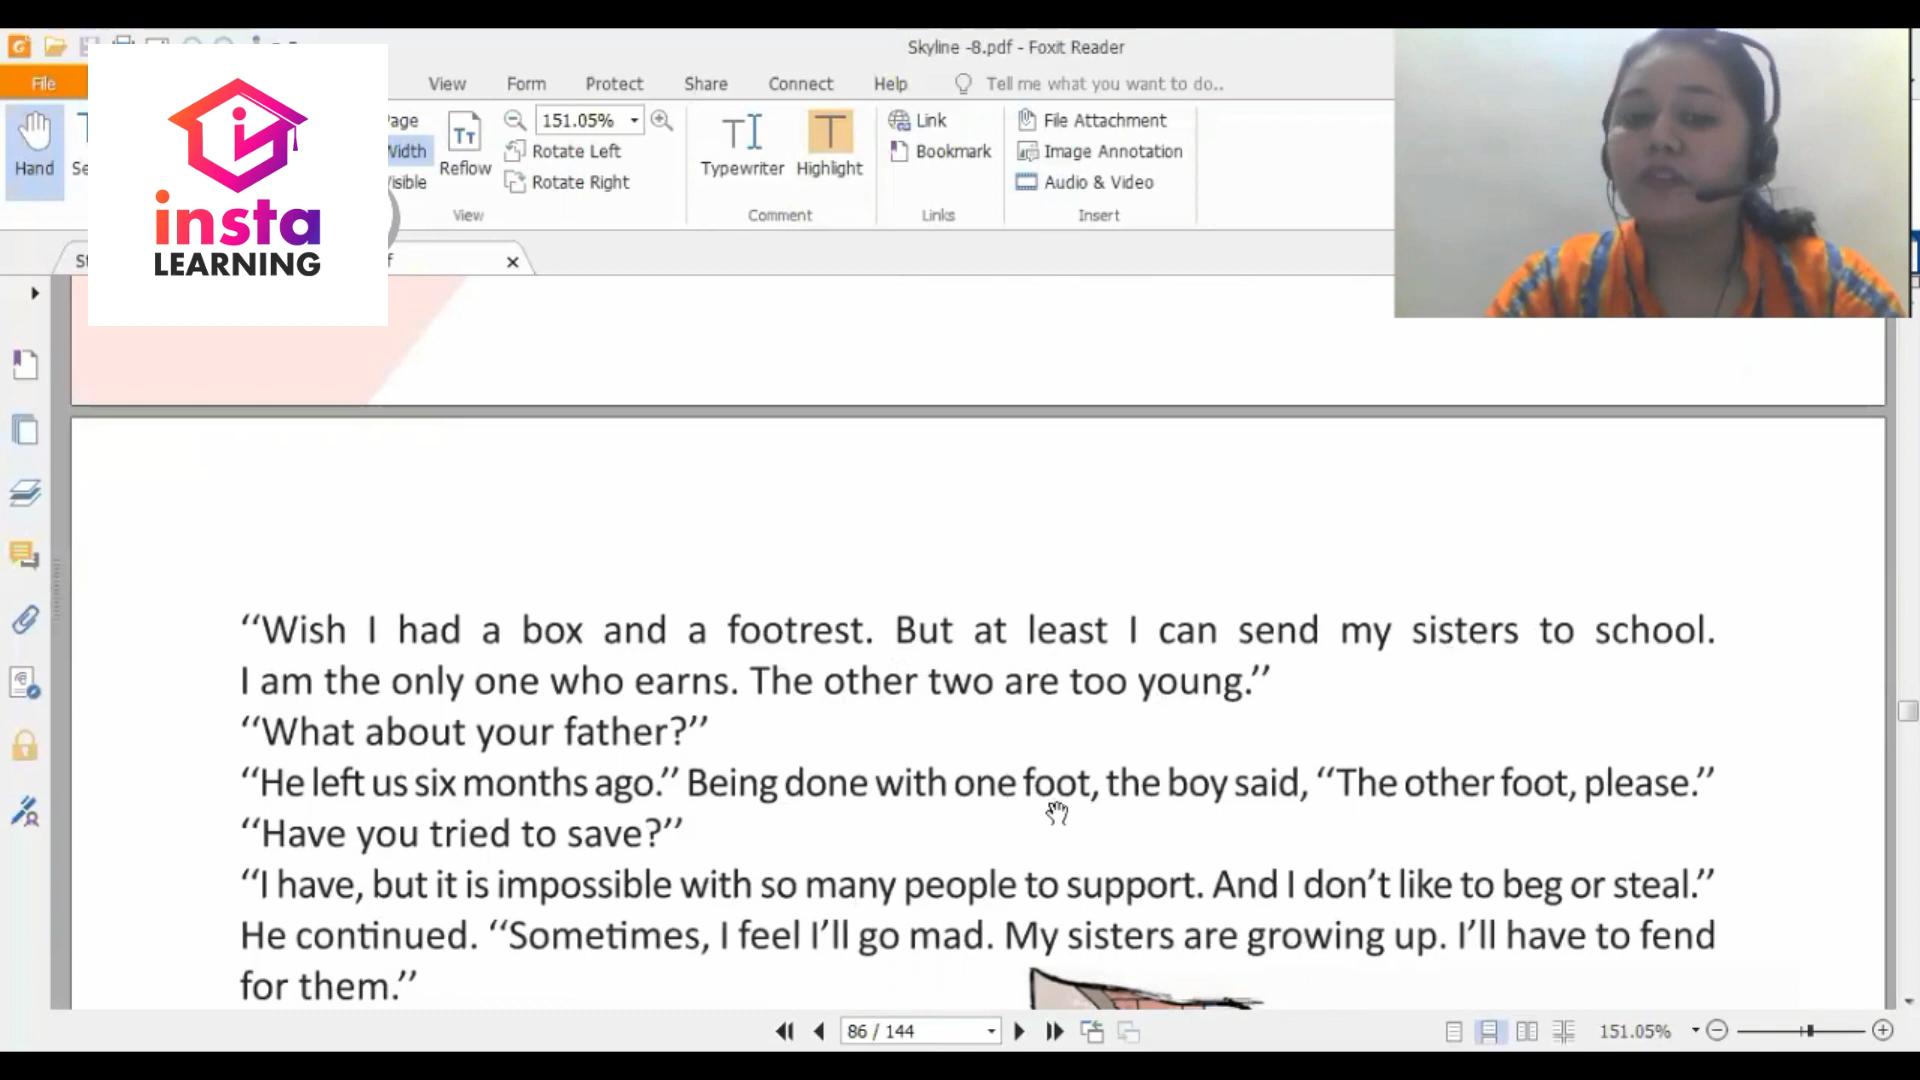 Skyline -8.pdf - Foxit Reader
File
View
Form
Protect
Share
Connect
Help
Tell me what you want to do..
Hand
151.05%
Rotate Left
Rotate Right
Reflow
View
Typewriter
Highlight
Comment
Link
Bookmark
Links
File Attachment
Image Annotation
Audio & Video
Insert
insta
LEARNING
“Wish I had a box and a footrest. But at least I can send my sisters to school.
I am the only one who earns. The other two are too young.”
“What about your father?”
“He left us six months ago.” Being done with one foot, the boy said, “The other foot, please.”
“Have you tried to save?”
“I have, but it is impossible with so many people to support. And I don’t like to beg or steal.”
He continued. “Sometimes, I feel I’ll go mad. My sisters are growing up. I’ll have to fend
for them.”
86 / 144
151.05%